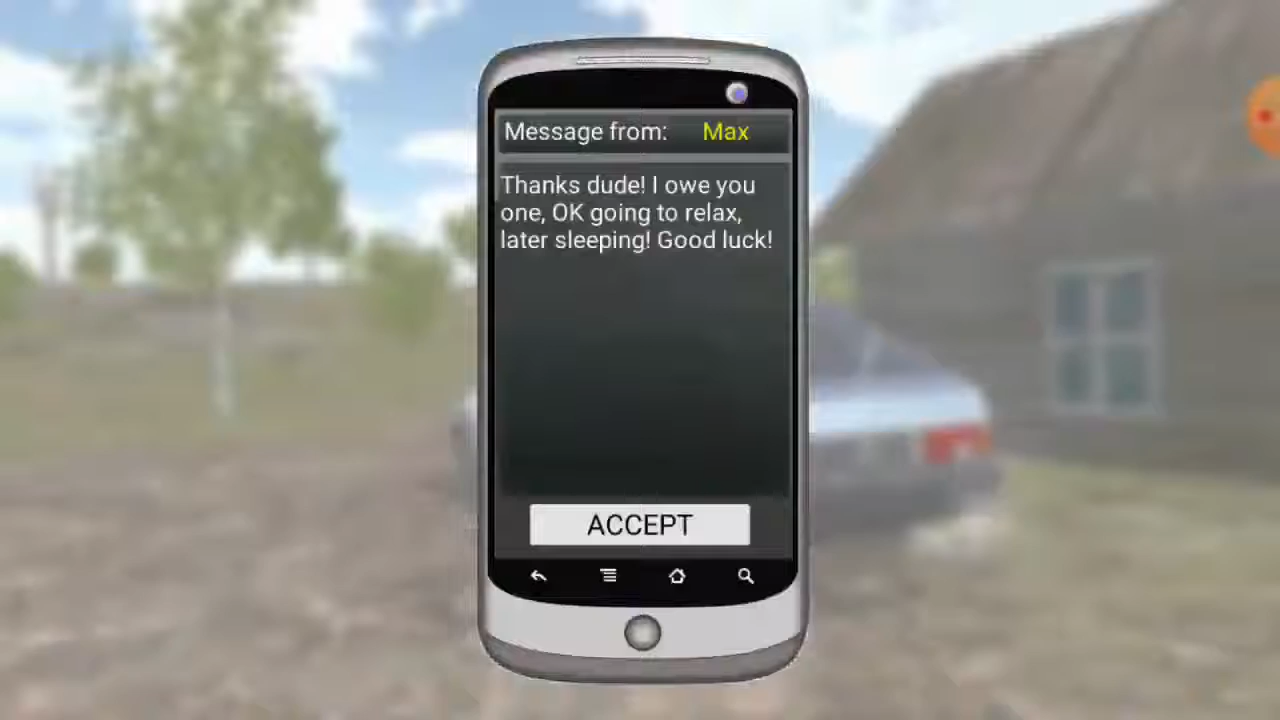 Message from: Max
Thanks dude! I owe you
one, OK going to relax,
later sleeping! Good luck!
ACCEPT